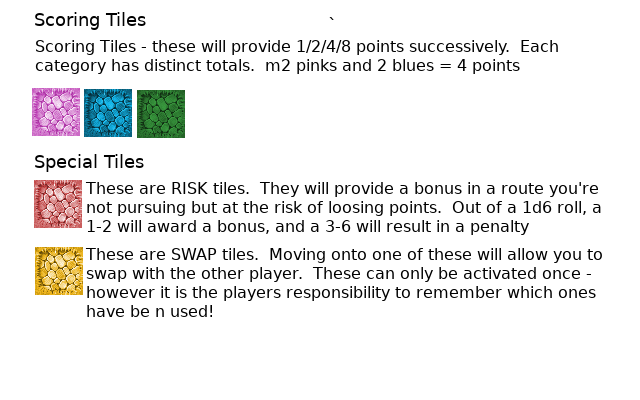 Scoring Tiles `
Scoring Tiles - these will provide 1/2/4/8 points successively.  Each
category has distinct totals.  m2 pinks and 2 blues = 4 points
Special Tiles
These are RISK tiles.  They will provide a bonus in a route you're
not pursuing but at the risk of loosing points.  Out of a 1d6 roll, a
1-2 will award a bonus, and a 3-6 will result in a penalty
These are SWAP tiles.  Moving onto one of these will allow you to
swap with the other player.  These can only be activated once -
however it is the players responsibility to remember which ones
have be n used!